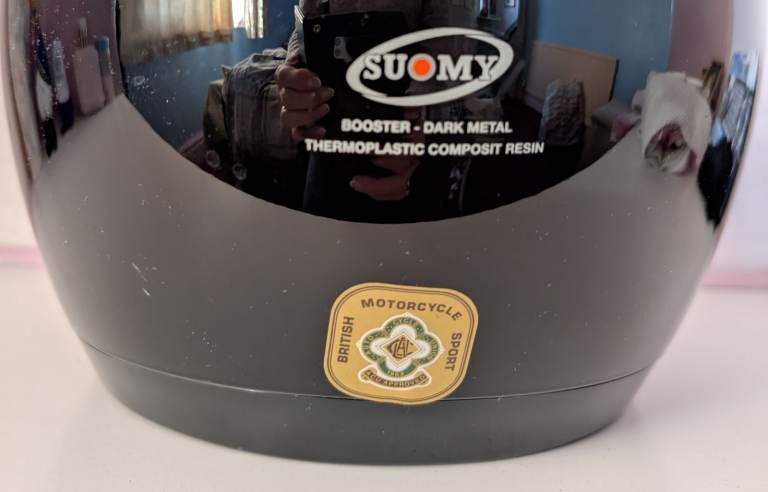 SUOMY
BOOSTER - DARK METAL
THERMOPLASTIC COMPOSIT RESIN
BRITISH MOTORCYCLE SPORT
ACU APPROVED